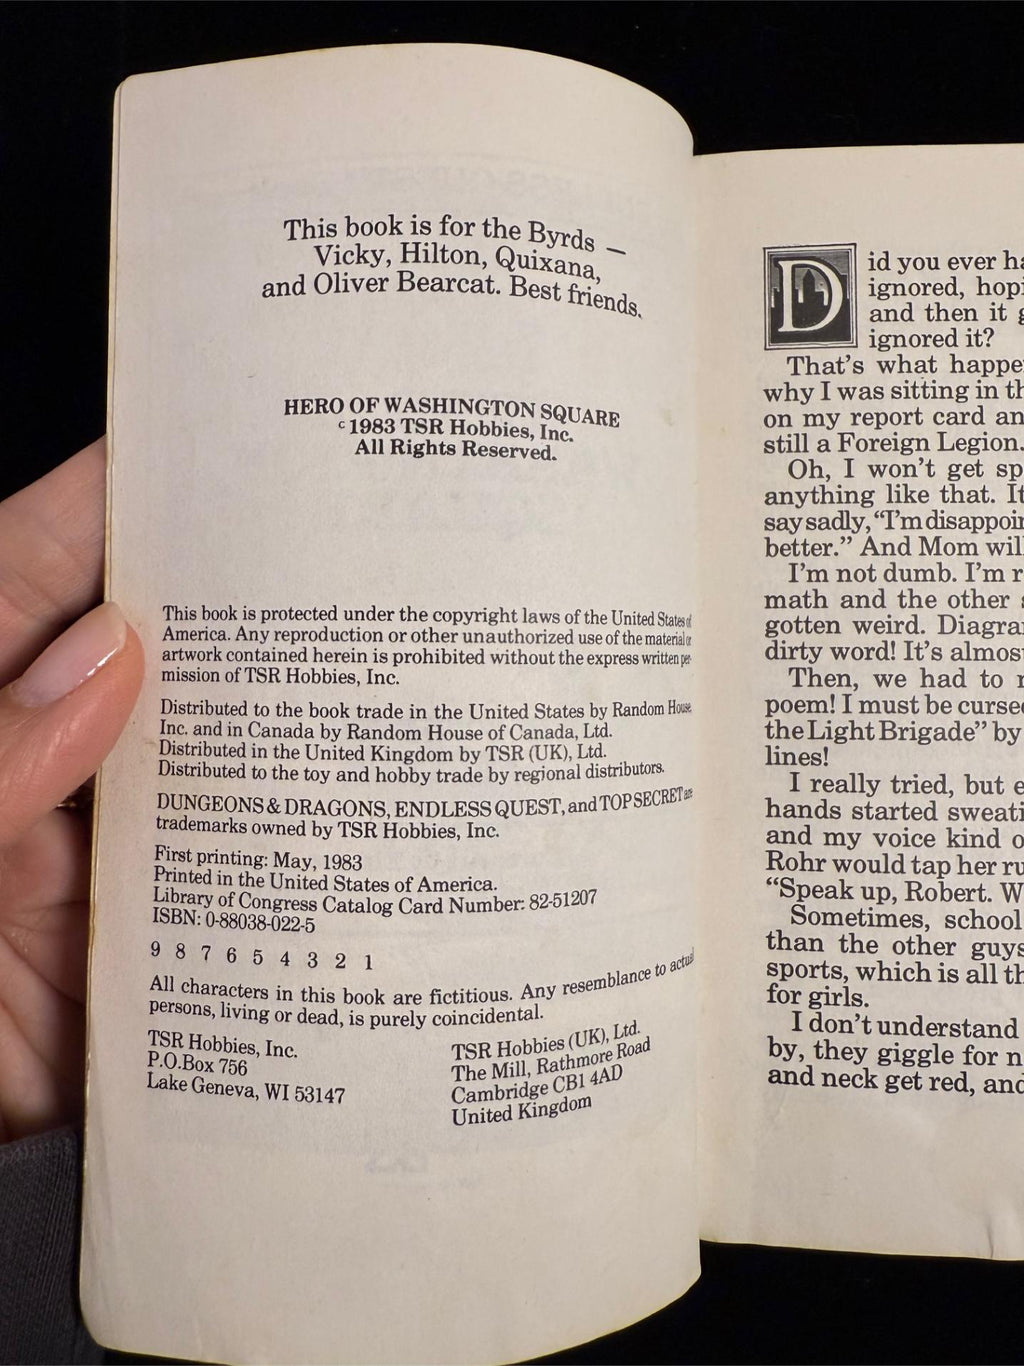 This book is for the Byrds —
Vicky, Hilton, Quixana,
and Oliver Bearcat. Best friends.
HERO OF WASHINGTON SQUARE
c 1983 TSR Hobbies, Inc.
All Rights Reserved.
This book is protected under the copyright laws of the United States of
America. Any reproduction or other unauthorized use of the material or
artwork contained herein is prohibited without the express written per-
mission of TSR Hobbies, Inc.
Distributed to the book trade in the United States by Random House,
Inc. and in Canada by Random House of Canada, Ltd.
Distributed in the United Kingdom by TSR (UK), Ltd.
Distributed to the toy and hobby trade by regional distributors.
DUNGEONS & DRAGONS, ENDLESS QUEST, and TOP SECRET are
trademarks owned by TSR Hobbies, Inc.
First printing: May, 1983
Printed in the United States of America.
Library of Congress Catalog Card Number: 82-51207
ISBN: 0-88038-022-5
9 8 7 6 5 4 3 2 1
All characters in this book are fictitious. Any resemblance to actual
persons, living or dead, is purely coincidental.
TSR Hobbies, Inc.
P.O.Box 756
Lake Geneva, WI 53147
TSR Hobbies (UK), Ltd.
The Mill, Rathmore Road
Cambridge CB1 4AD
United Kingdom
Did you ever ha
ignored, hopi
and then it g
ignored it?
That's what happe
why I was sitting in th
on my report card an
still a Foreign Legion.
Oh, I won't get sp
anything like that. It
say sadly, "I'm disappoin
better." And Mom will
I'm not dumb. I'm r
math and the other s
gotten weird. Diagra
dirty word! It's almos
Then, we had to r
poem! I must be curse
the Light Brigade" by
lines!
I really tried, but e
hands started sweati
and my voice kind o
Rohr would tap her ru
"Speak up, Robert. W
Sometimes, school
than the other guys
sports, which is all th
for girls.
I don't understand
by, they giggle for n
and neck get red, and